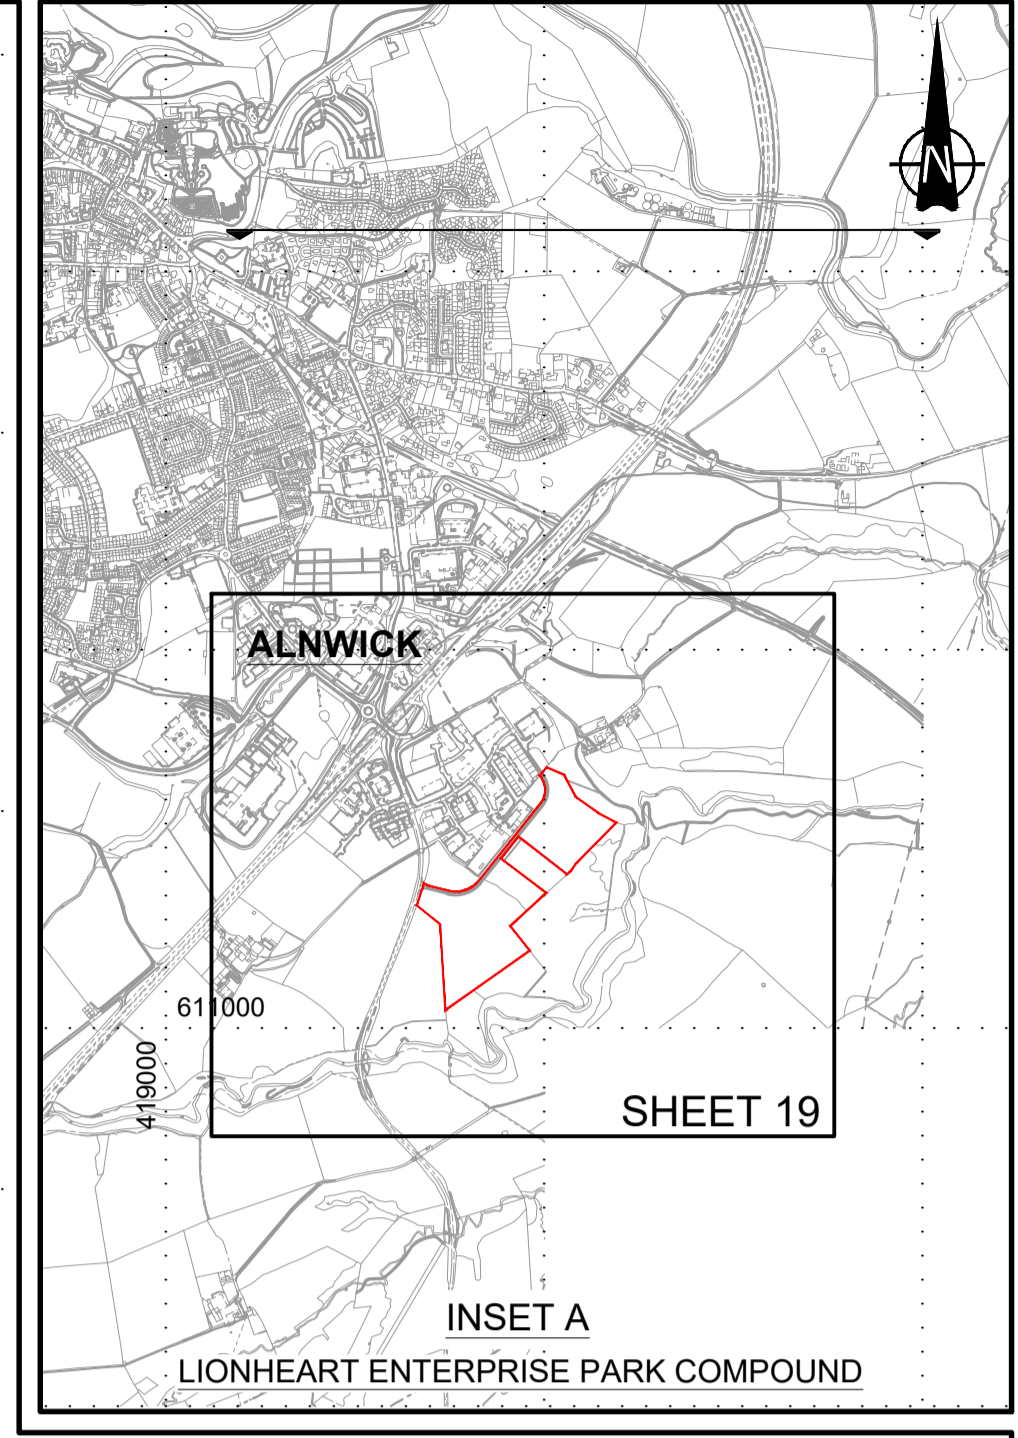 N
ALNWICK
611000
419000
SHEET 19
INSET A
LIONHEART ENTERPRISE PARK COMPOUND